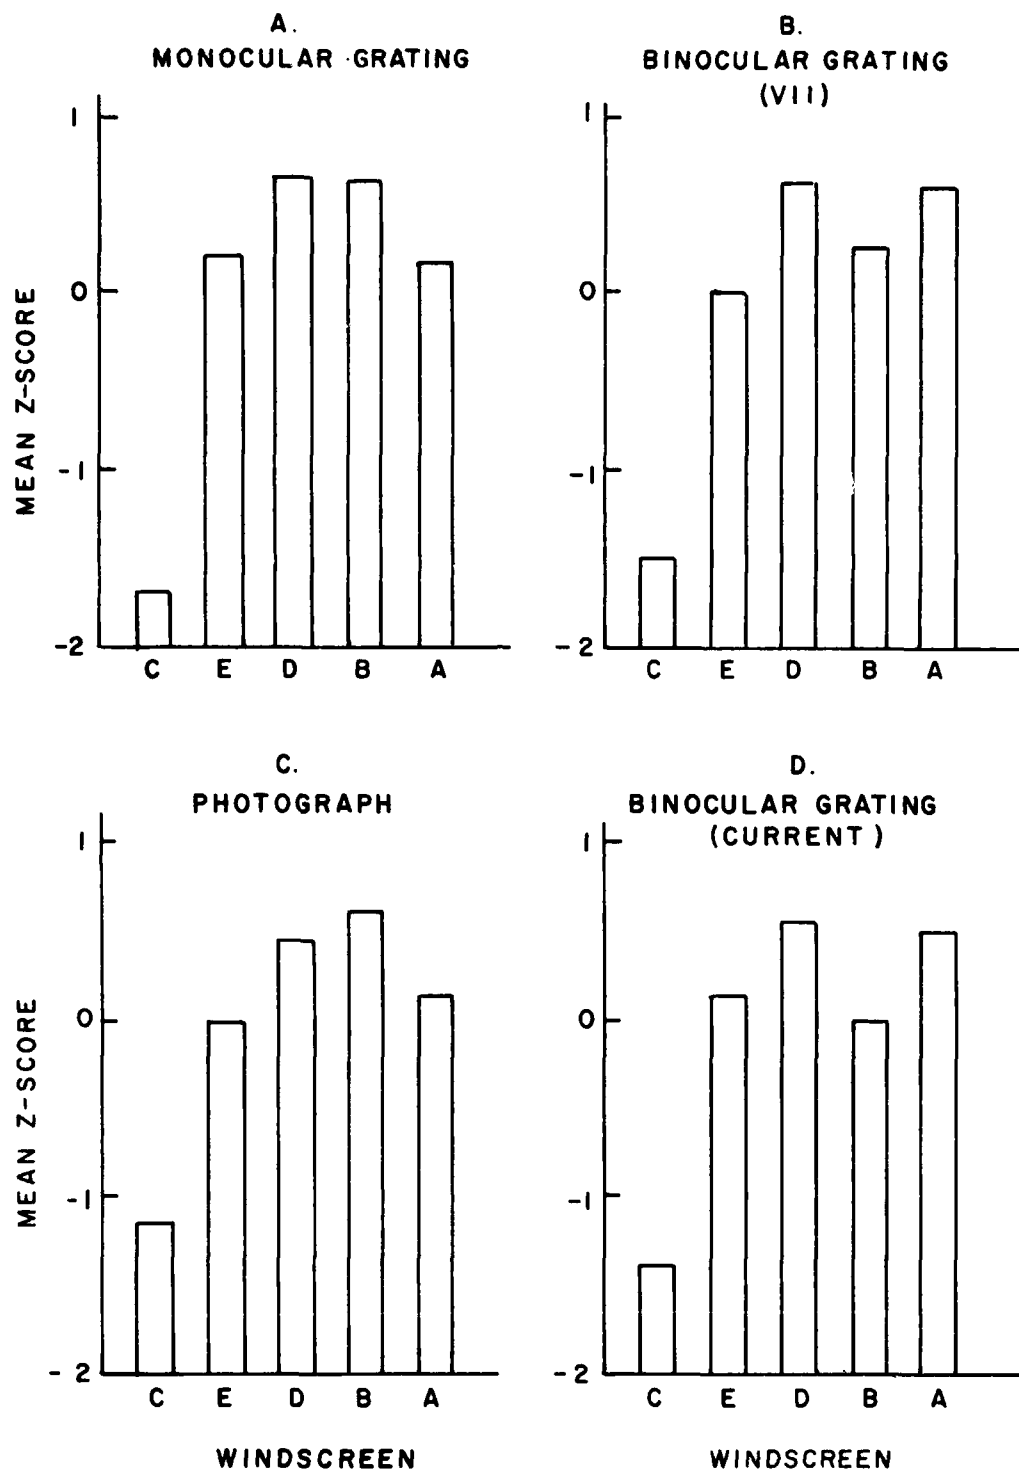 A.
MONOCULAR GRATING
1
0
-1
-2
MEAN Z-SCORE
C E D B A
B.
BINOCULAR GRATING
(VII)
1
0
-1
-2
C E D B A
C.
PHOTOGRAPH
1
0
-1
-2
MEAN Z-SCORE
C E D B A
WINDSCREEN
D.
BINOCULAR GRATING
(CURRENT)
1
0
-1
-2
C E D B A
WINDSCREEN